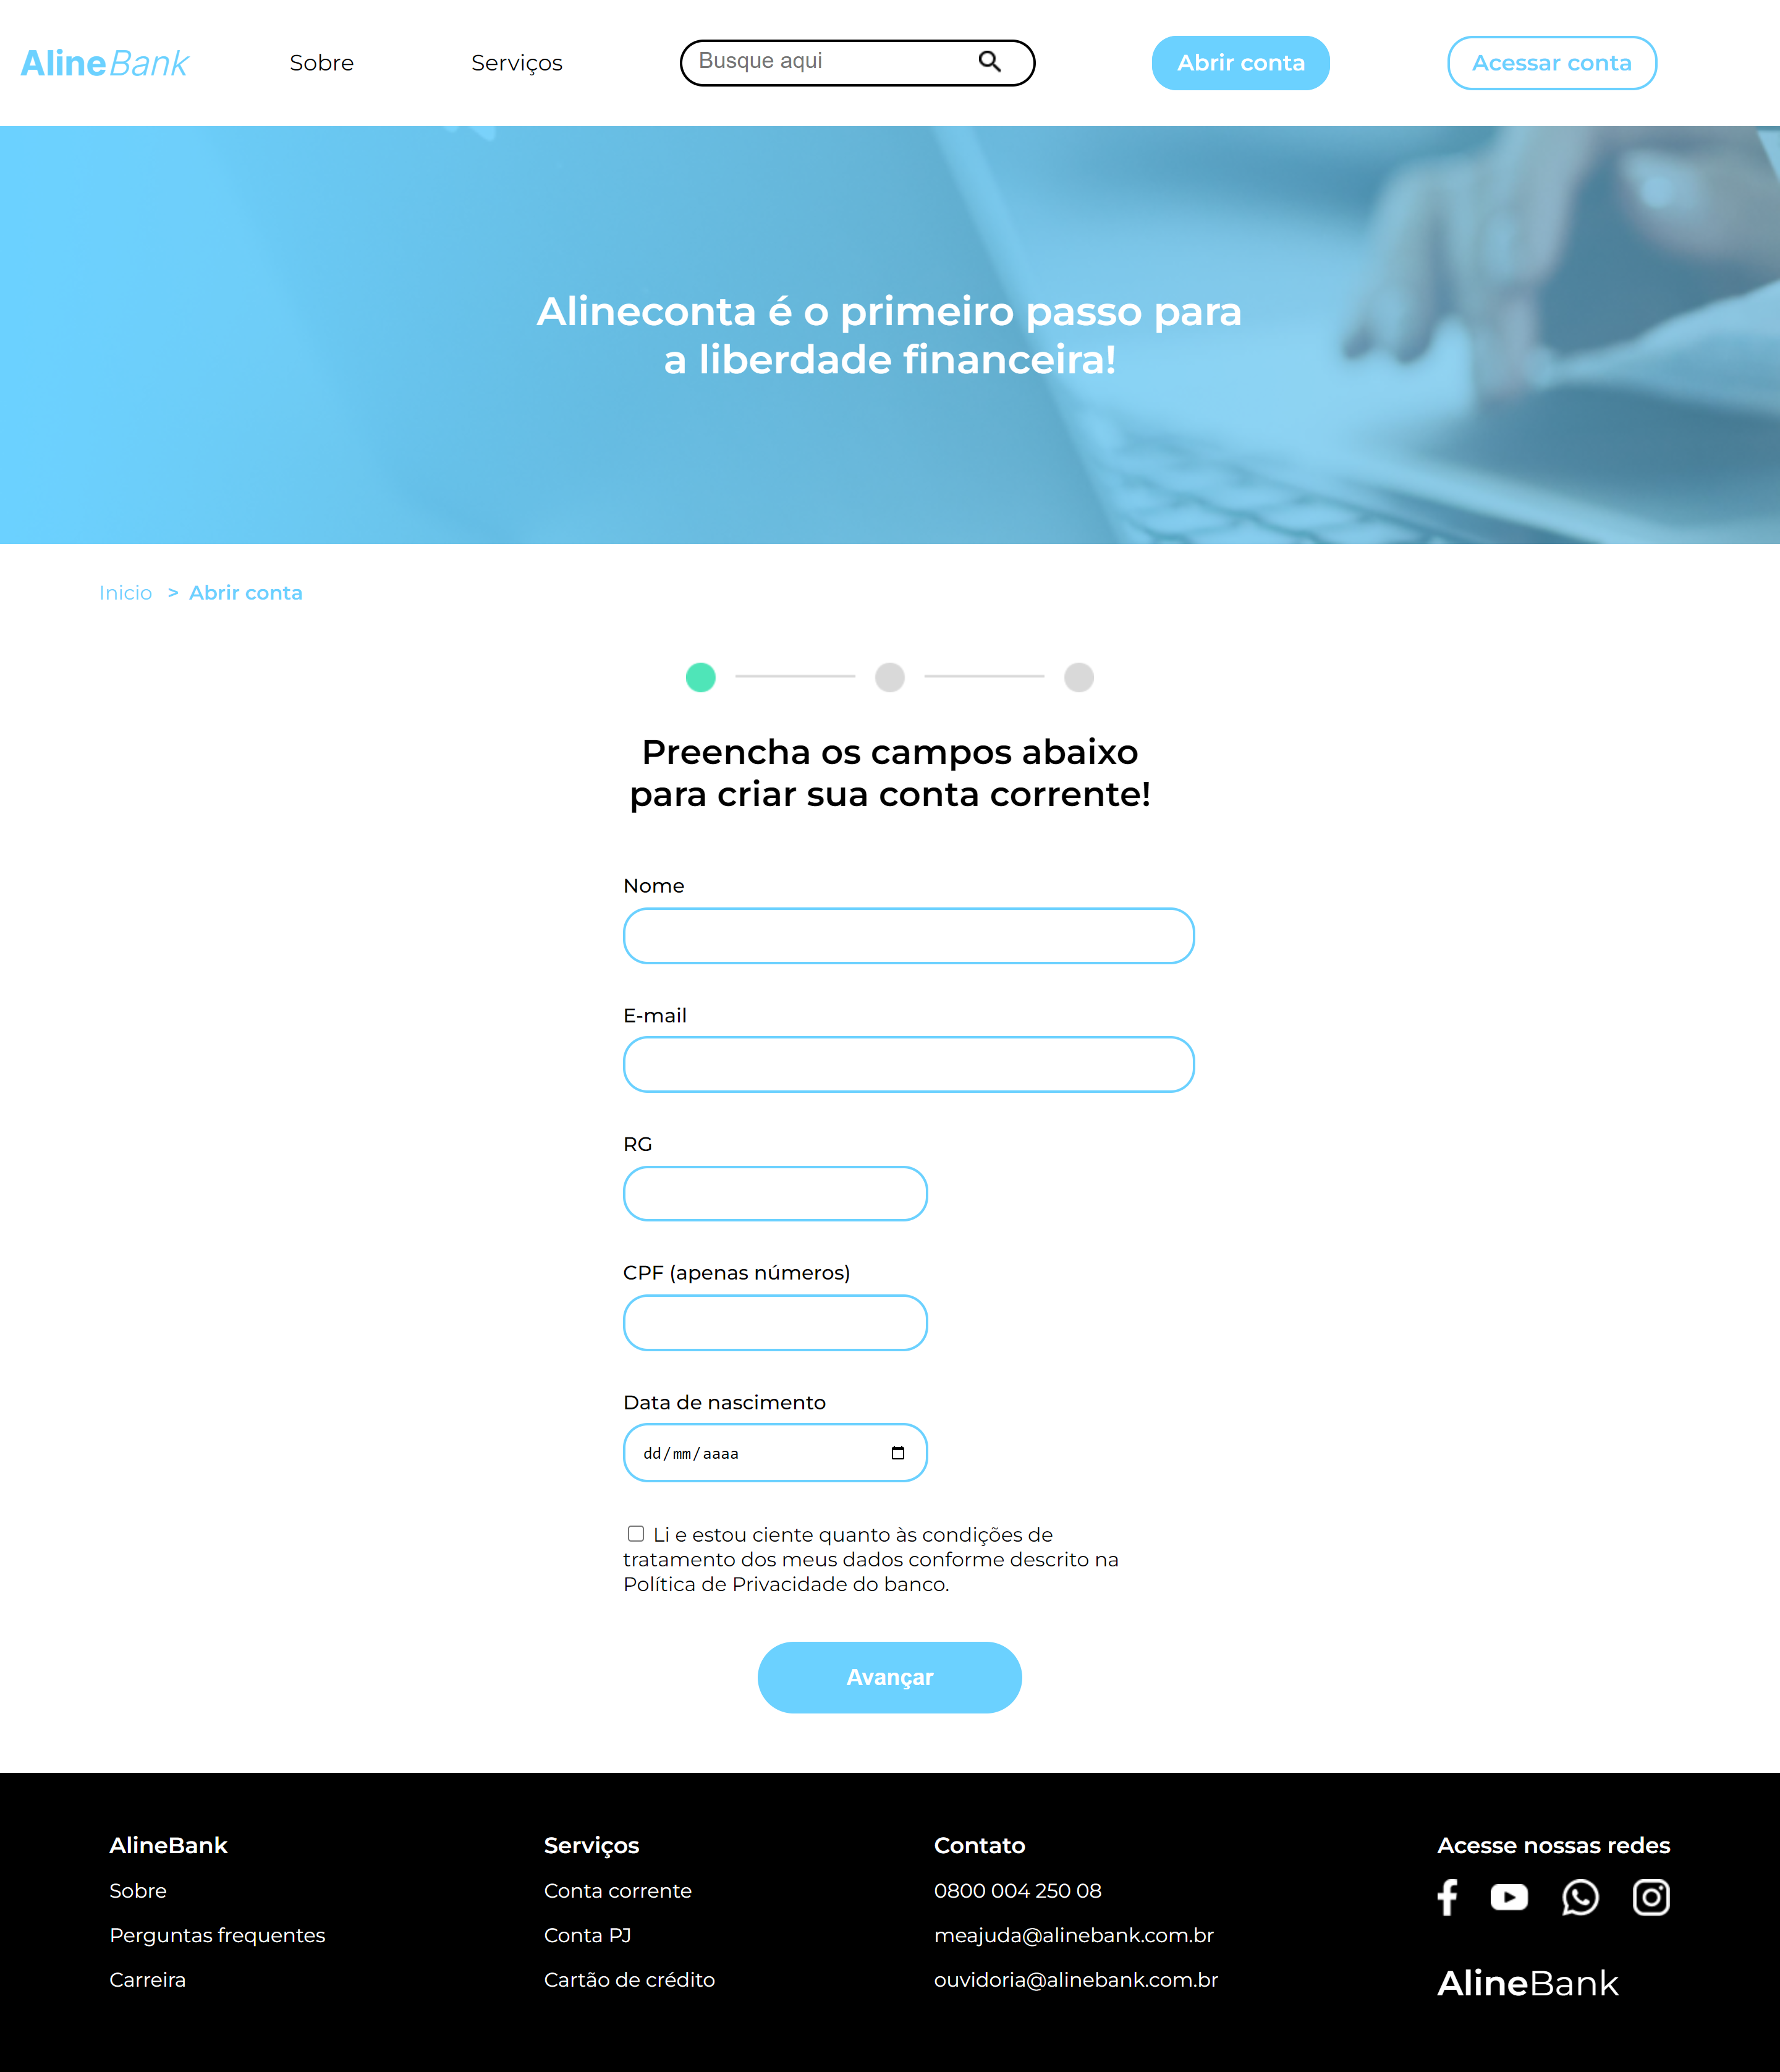 AlineBank
Sobre
Serviços
Busque aqui
Abrir conta
Acessar conta
Alineconta é o primeiro passo para
a liberdade financeira!
Inicio > Abrir conta
Preencha os campos abaixo
para criar sua conta corrente!
Nome
E-mail
RG
CPF (apenas números)
Data de nascimento
dd/mm/aaaa
Li e estou ciente quanto às condições de
tratamento dos meus dados conforme descrito na
Política de Privacidade do banco.
Avançar
AlineBank
Sobre
Perguntas frequentes
Carreira
Serviços
Conta corrente
Conta PJ
Cartão de crédito
Contato
0800 004 250 08
meajuda@alinebank.com.br
ouvidoria@alinebank.com.br
Acesse nossas redes
AlineBank